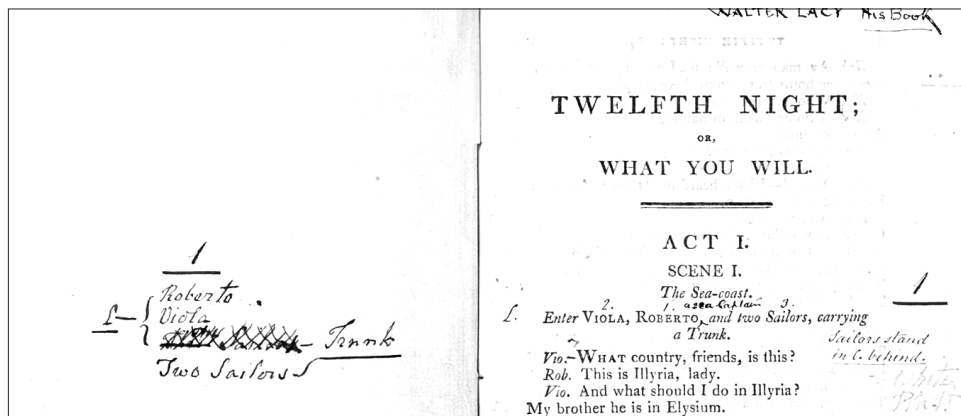 1
Roberto
L – { Viola
Trunk
Two Sailors
WALTER LACY His Book
TWELFTH NIGHT;
OR,
WHAT YOU WILL.
ACT I.
SCENE I.
1
The Sea-coast.
2. 1. a sea Captain 3.
L. Enter VIOLA, ROBERTO, and two Sailors, carrying
a Trunk.
Sailors stand
in C. behind.
Vio.—WHAT country, friends, is this?
Rob. This is Illyria, lady.
Vio. And what should I do in Illyria?
My brother he is in Elysium.